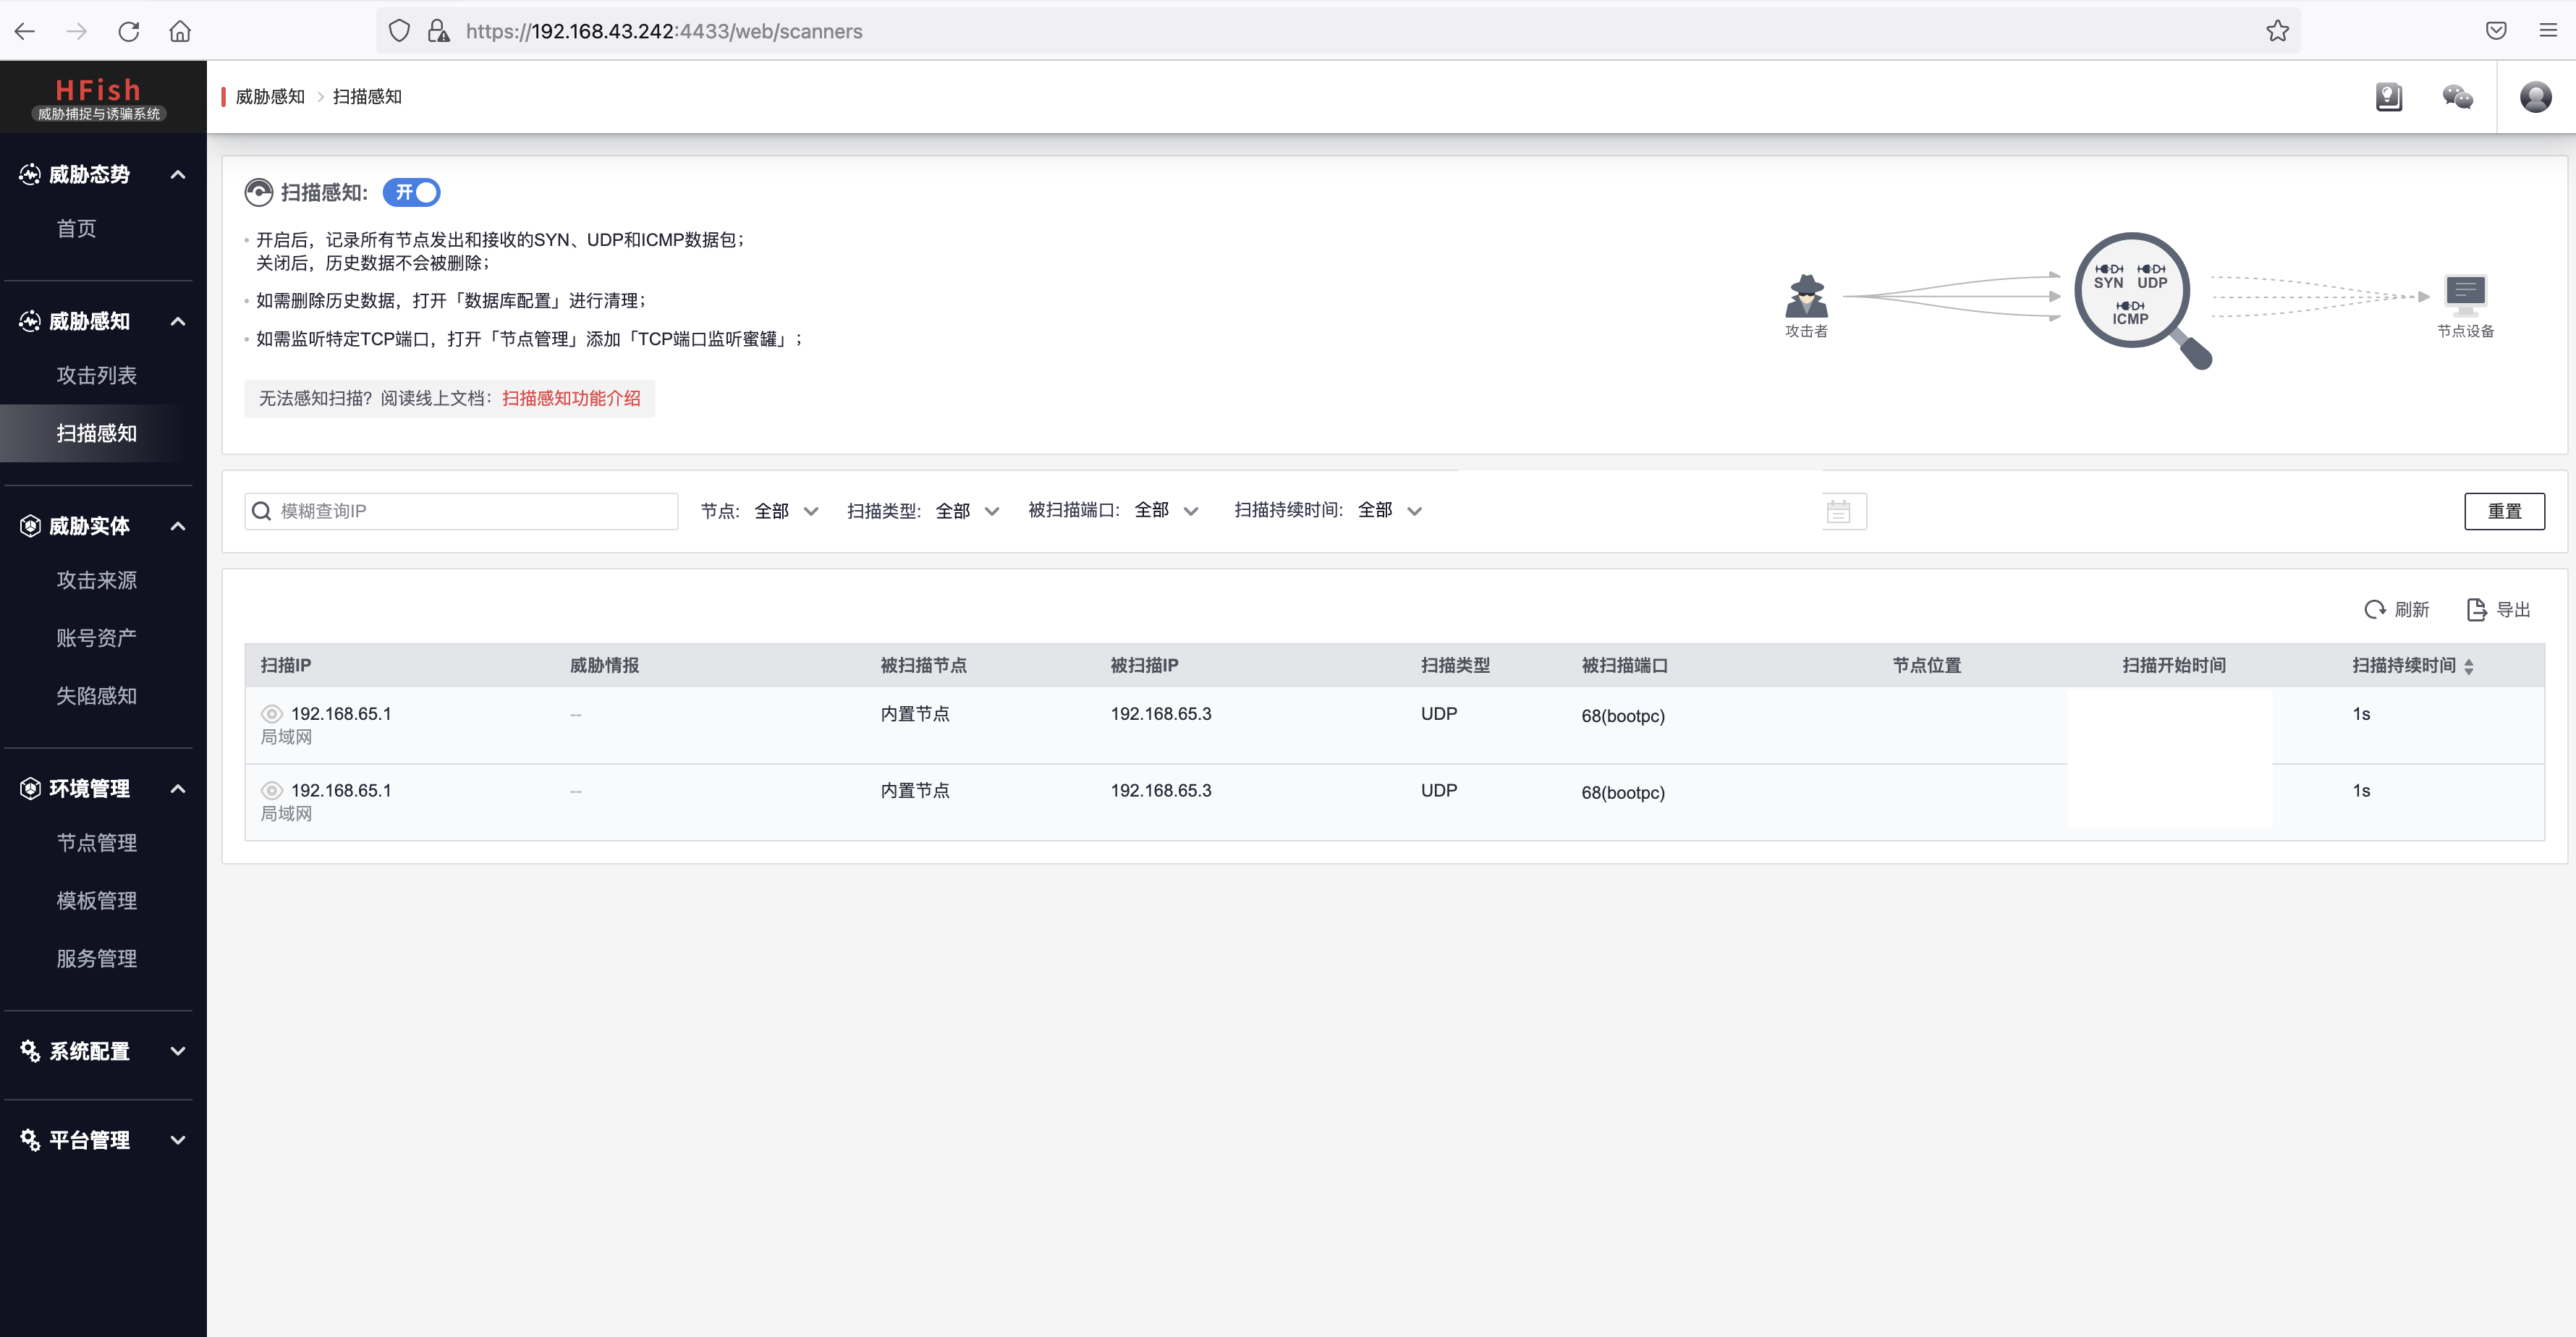 https://192.168.43.242:4433/web/scanners
HFish
威胁捕捉与诱骗系统
威胁态势
首页
威胁感知
攻击列表
扫描感知
威胁实体
攻击来源
账号资产
失陷感知
环境管理
节点管理
模板管理
服务管理
系统配置
平台管理
威胁感知 > 扫描感知
扫描感知: 开
• 开启后，记录所有节点发出和接收的SYN、UDP和ICMP数据包；
关闭后，历史数据不会被删除；
• 如需删除历史数据，打开「数据库配置」进行清理；
• 如需监听特定TCP端口，打开「节点管理」添加「TCP端口监听蜜罐」；
无法感知扫描？阅读线上文档：扫描感知功能介绍
攻击者
SYN UDP
ICMP
节点设备
模糊查询IP 节点: 全部 扫描类型: 全部 被扫描端口: 全部 扫描持续时间: 全部 重置
刷新 导出
扫描IP 威胁情报 被扫描节点 被扫描IP 扫描类型 被扫描端口 节点位置 扫描开始时间 扫描持续时间
192.168.65.1 -- 内置节点 192.168.65.3 UDP 68(bootpc) 1s
局域网
192.168.65.1 -- 内置节点 192.168.65.3 UDP 68(bootpc) 1s
局域网